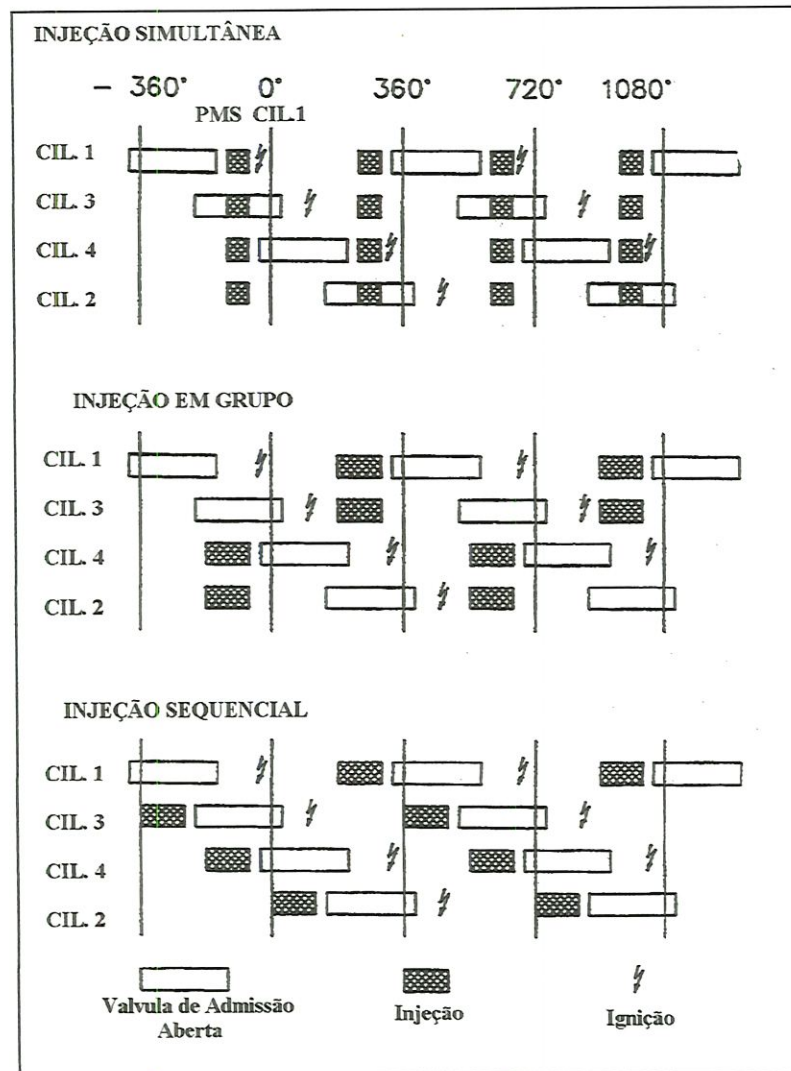 INJEÇÃO SIMULTÂNEA
– 360° 0° 360° 720° 1080°
PMS CIL.1
CIL. 1
CIL. 3
CIL. 4
CIL. 2
INJEÇÃO EM GRUPO
CIL. 1
CIL. 3
CIL. 4
CIL. 2
INJEÇÃO SEQUENCIAL
CIL. 1
CIL. 3
CIL. 4
CIL. 2
Valvula de Admissão
Aberta
Injeção
Ignição